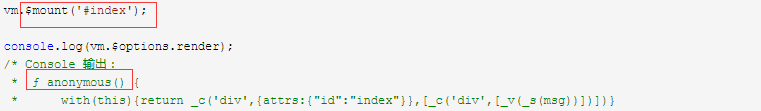 vm.$mount('#index');
console.log(vm.$options.render);
/* Console 输出：
* ƒ anonymous() {
* with(this){return _c('div',{attrs:{"id":"index"}},[_c('div',[_v(_s(msg))])])}